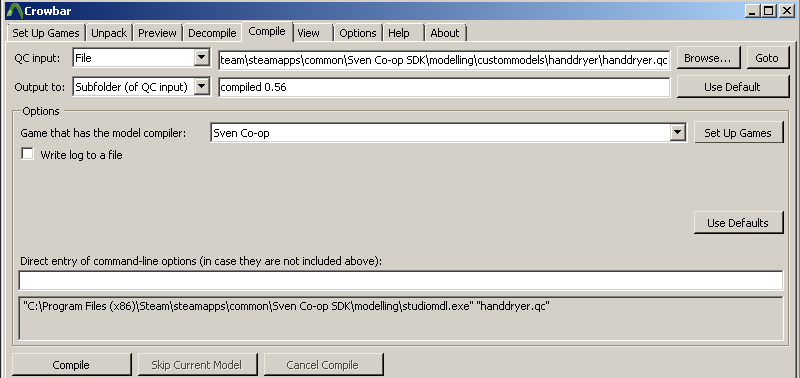 Crowbar
Set Up Games Unpack Preview Decompile Compile View Options Help About
QC input: File team\steamapps\common\Sven Co-op SDK\modelling\custommodels\handdryer\handdryer.qc Browse... Goto
Output to: Subfolder (of QC input) compiled 0.56 Use Default
Options
Game that has the model compiler: Sven Co-op Set Up Games
Write log to a file
Use Defaults
Direct entry of command-line options (in case they are not included above):
"C:\Program Files (x86)\Steam\steamapps\common\Sven Co-op SDK\modelling\studiomdl.exe" "handdryer.qc"
Compile Skip Current Model Cancel Compile